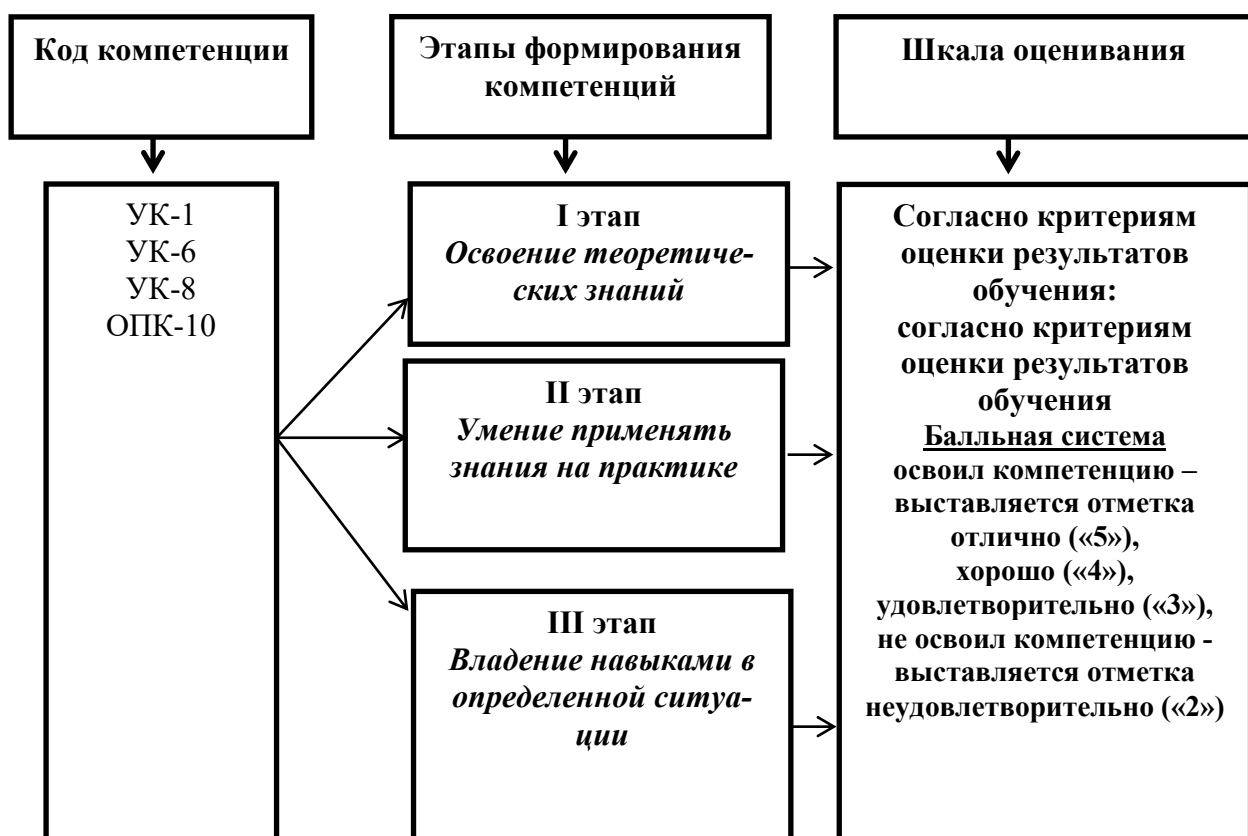 Код компетенции
Этапы формирования
компетенций
Шкала оценивания
УК-1
УК-6
УК-8
ОПК-10
I этап
Освоение теоретиче-
ских знаний
II этап
Умение применять
знания на практике
III этап
Владение навыками в
определенной ситуа-
ции
Согласно критериям
оценки результатов
обучения:
согласно критериям
оценки результатов
обучения
Балльная система
освоил компетенцию –
выставляется отметка
отлично («5»),
хорошо («4»),
удовлетворительно («3»),
не освоил компетенцию -
выставляется отметка
неудовлетворительно («2»)